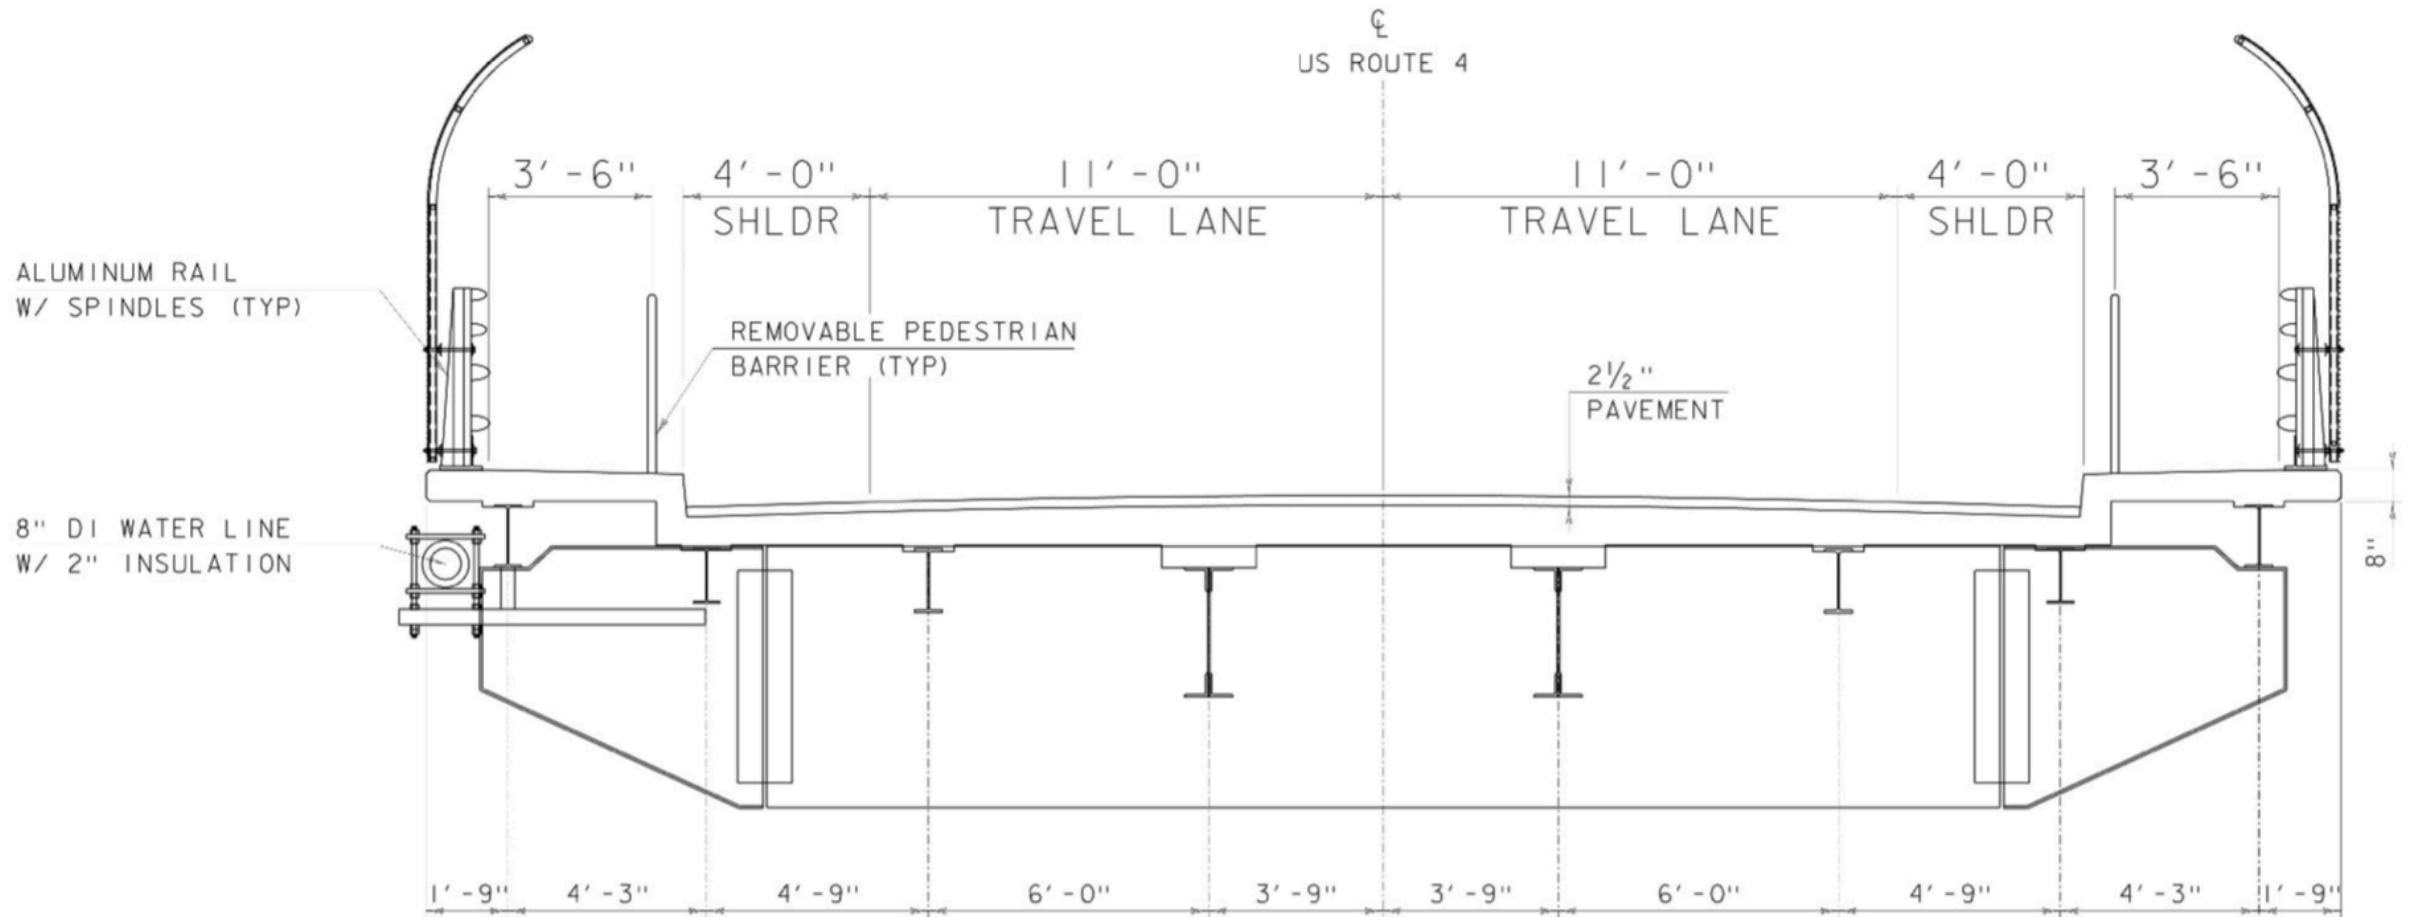 ℄
US ROUTE 4
3'-6" 4'-0" 11'-0" 11'-0" 4'-0" 3'-6"
SHLDR TRAVEL LANE TRAVEL LANE SHLDR
ALUMINUM RAIL
W/ SPINDLES (TYP)
REMOVABLE PEDESTRIAN
BARRIER (TYP)
2½"
PAVEMENT
8" DI WATER LINE
W/ 2" INSULATION
8"
1'-9" 4'-3" 4'-9" 6'-0" 3'-9" 3'-9" 6'-0" 4'-9" 4'-3" 1'-9"